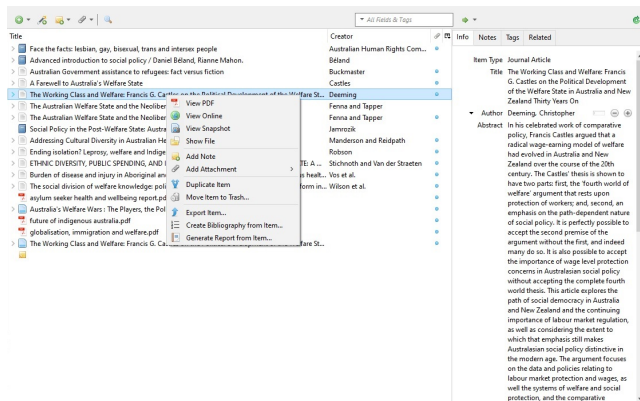 All Fields & Tags
Title Creator
Info Notes Tags Related
Face the facts: lesbian, gay, bisexual, trans and intersex people Australian Human Rights Com...
Advanced introduction to social policy / Daniel Béland, Rianne Mahon. Béland
Australian Government assistance to refugees: fact versus fiction Buckmaster
A Farewell to Australia's Welfare State Castles
The Working Class and Welfare: Francis G. Castles on the Political Development of the Welfare St... Deeming
The Australian Welfare State and the Neoliber Fenna and Tapper
The Australian Welfare State and the Neoliber Fenna and Tapper
Social Policy in the Post-Welfare State: Austra Jamrozik
Addressing Cultural Diversity in Australian He Manderson and Reidpath
Ending isolation? Leprosy, welfare and Indige Robson
ETHNIC DIVERSITY, PUBLIC SPENDING, AND I TE: A ... Stichnoth and Van der Straeten
Burden of disease and injury in Aboriginal an is healt... Vos et al.
The social division of welfare knowledge: poli form in... Wilson et al.
asylum seeker health and wellbeing report.pd
Australia's Welfare Wars : The Players, the Pol
future of indigenous australia.pdf
globalisation, immigration and welfare.pdf
The Working Class and Welfare: Francis G. Ca elfare St...
View PDF
View Online
View Snapshot
Show File
Add Note
Add Attachment
Duplicate Item
Move Item to Trash...
Export Item...
Create Bibliography from Item...
Generate Report from Item...
Item Type Journal Article
Title The Working Class and Welfare: Francis
G. Castles on the Political Development
of the Welfare State in Australia and New
Zealand Thirty Years On
Author Deeming, Christopher
Abstract In his celebrated work of comparative
policy, Francis Castles argued that a
radical wage-earning model of welfare
had evolved in Australia and New
Zealand over the course of the 20th
century. The Castles' thesis is shown to
have two parts: first, the 'fourth world of
welfare' argument that rests upon
protection of workers; and, second, an
emphasis on the path-dependent nature
of social policy. It is perfectly possible to
accept the second premise of the
argument without the first, and indeed
many do so. It is also possible to accept
the importance of wage level protection
concerns in Australasian social policy
without accepting the complete fourth
world thesis. This article explores the
path of social democracy in Australia
and New Zealand and the continuing
importance of labour market regulation,
as well as considering the extent to
which that emphasis still makes
Australasian social policy distinctive in
the modern age. The argument focuses
on the data and policies relating to
labour market protection and wages, as
well the systems of welfare and social
protection, and the comparative